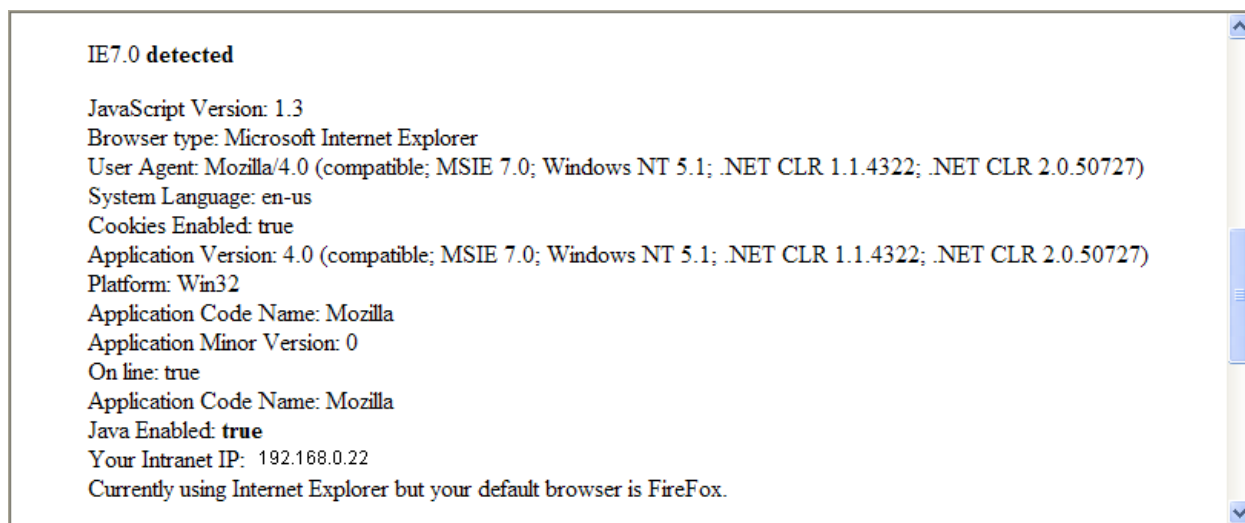 IE7.0 detected
JavaScript Version: 1.3
Browser type: Microsoft Internet Explorer
User Agent: Mozilla/4.0 (compatible; MSIE 7.0; Windows NT 5.1; .NET CLR 1.1.4322; .NET CLR 2.0.50727)
System Language: en-us
Cookies Enabled: true
Application Version: 4.0 (compatible; MSIE 7.0; Windows NT 5.1; .NET CLR 1.1.4322; .NET CLR 2.0.50727)
Platform: Win32
Application Code Name: Mozilla
Application Minor Version: 0
On line: true
Application Code Name: Mozilla
Java Enabled: true
Your Intranet IP: 192.168.0.22
Currently using Internet Explorer but your default browser is FireFox.